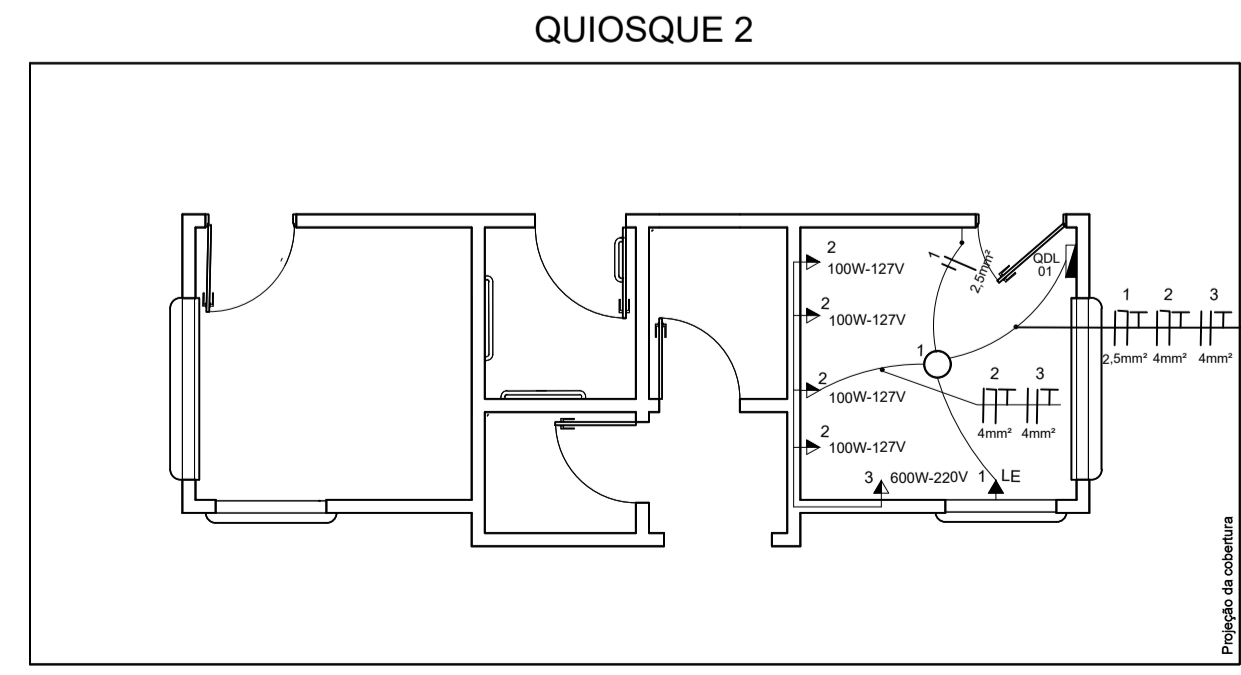 QUIOSQUE 2
2
100W-127V
2
100W-127V
2
100W-127V
2
100W-127V
3 600W-220V
1 LE
1
2,5mm²
QDL
01
1
1 2 3
2,5mm² 4mm² 4mm²
2 3
4mm² 4mm²
Projeção da cobertura